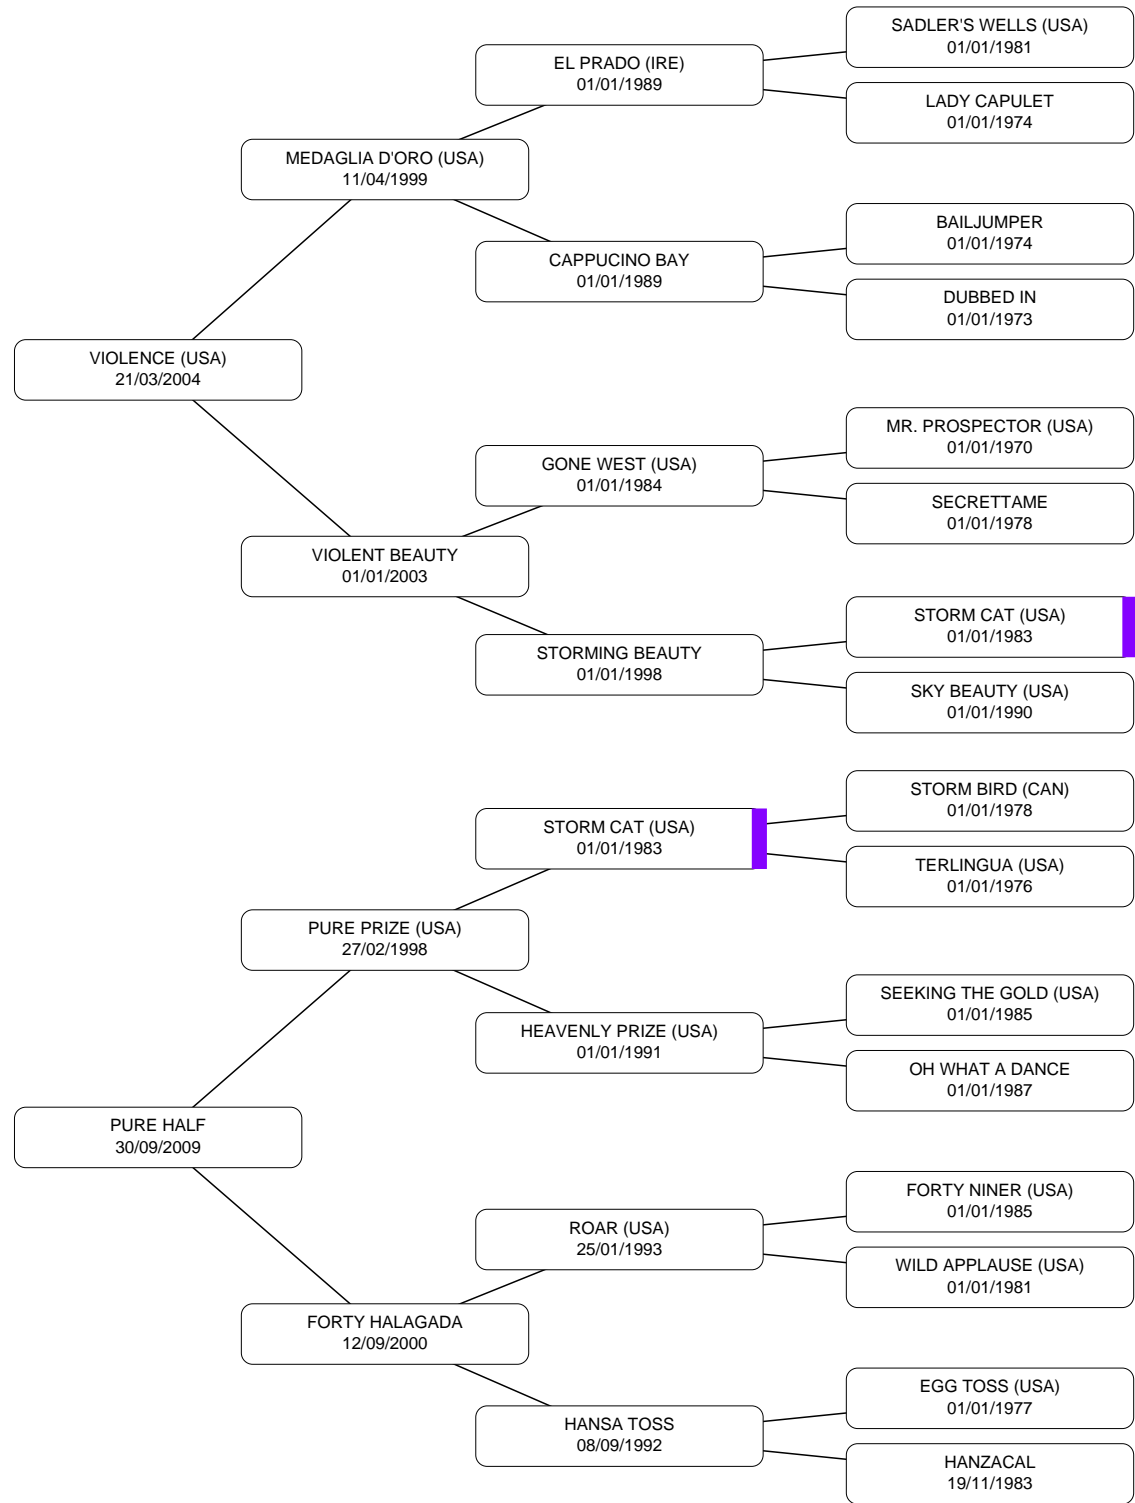 SADLER'S WELLS (USA)
01/01/1981
EL PRADO (IRE)
01/01/1989
LADY CAPULET
01/01/1974
MEDAGLIA D'ORO (USA)
11/04/1999
BAILJUMPER
01/01/1974
CAPPUCINO BAY
01/01/1989
DUBBED IN
01/01/1973
VIOLENCE (USA)
21/03/2004
MR. PROSPECTOR (USA)
01/01/1970
GONE WEST (USA)
01/01/1984
SECRETTAME
01/01/1978
VIOLENT BEAUTY
01/01/2003
STORM CAT (USA)
01/01/1983
STORMING BEAUTY
01/01/1998
SKY BEAUTY (USA)
01/01/1990
STORM BIRD (CAN)
01/01/1978
STORM CAT (USA)
01/01/1983
TERLINGUA (USA)
01/01/1976
PURE PRIZE (USA)
27/02/1998
SEEKING THE GOLD (USA)
01/01/1985
HEAVENLY PRIZE (USA)
01/01/1991
OH WHAT A DANCE
01/01/1987
PURE HALF
30/09/2009
FORTY NINER (USA)
01/01/1985
ROAR (USA)
25/01/1993
WILD APPLAUSE (USA)
01/01/1981
FORTY HALAGADA
12/09/2000
EGG TOSS (USA)
01/01/1977
HANSA TOSS
08/09/1992
HANZACAL
19/11/1983